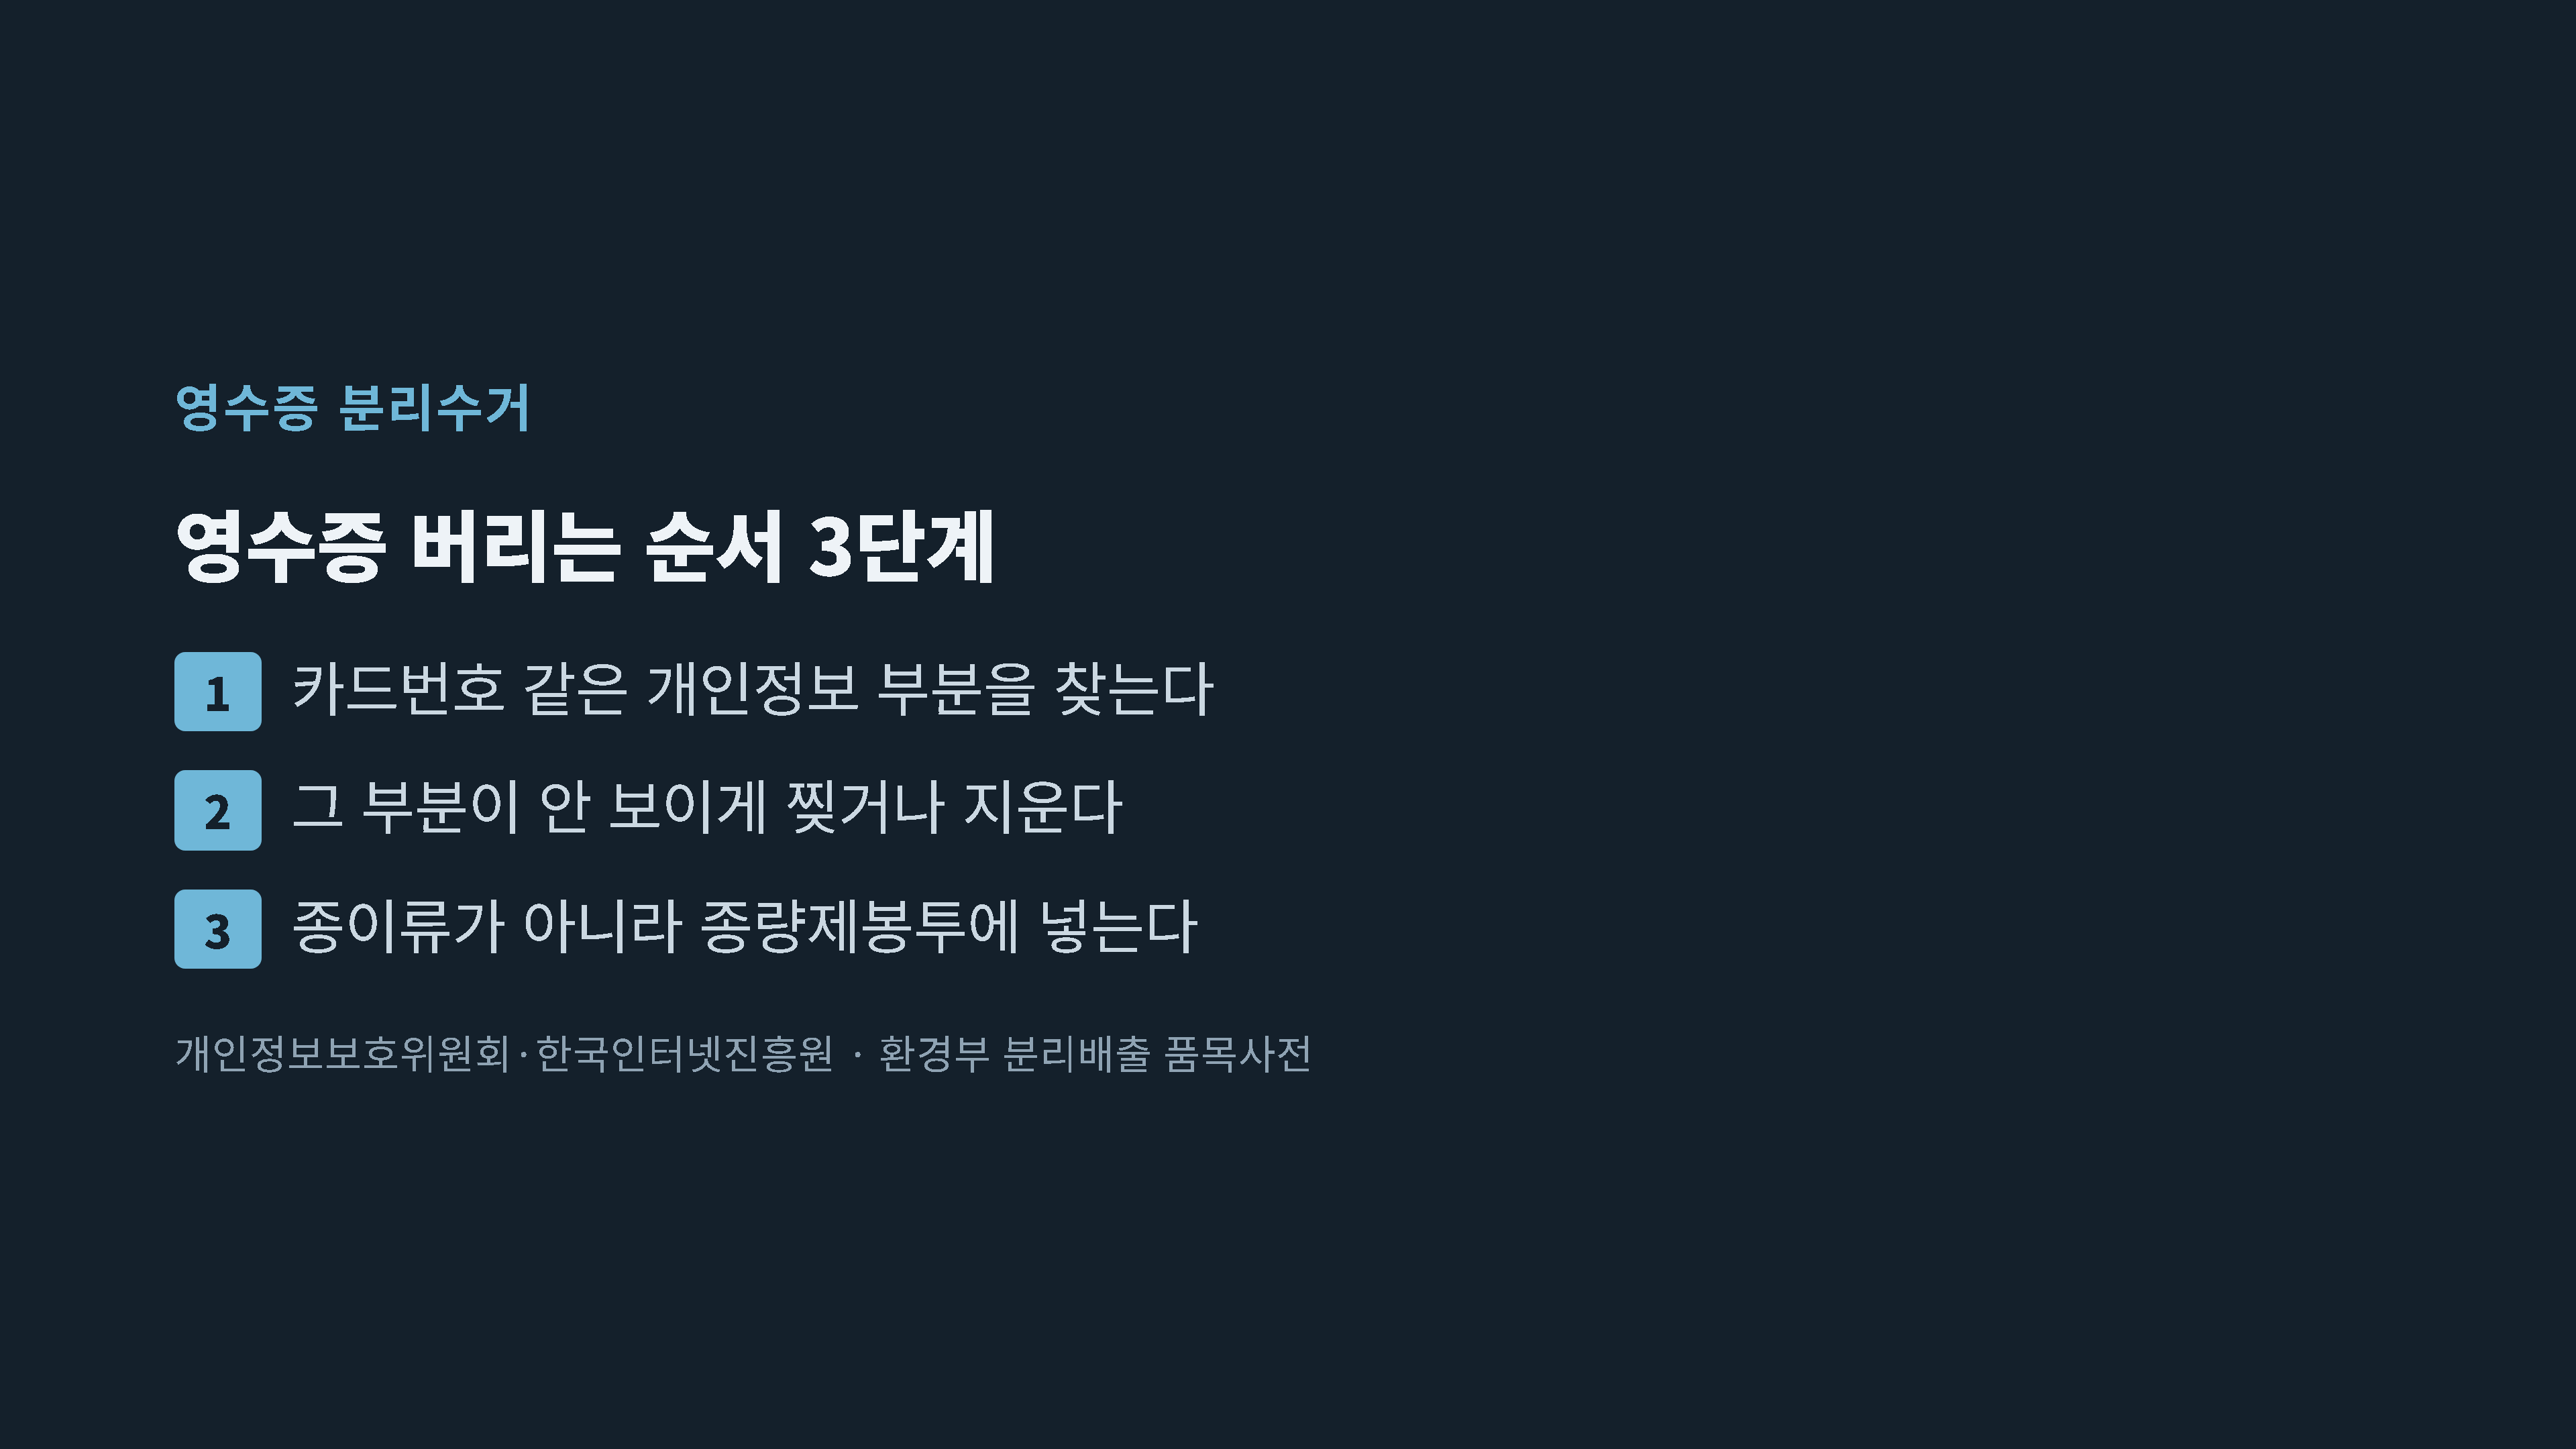 영수증 분리수거
영수증 버리는 순서 3단계
1 카드번호 같은 개인정보 부분을 찾는다
2 그 부분이 안 보이게 찢거나 지운다
3 종이류가 아니라 종량제봉투에 넣는다
개인정보보호위원회·한국인터넷진흥원 · 환경부 분리배출 품목사전